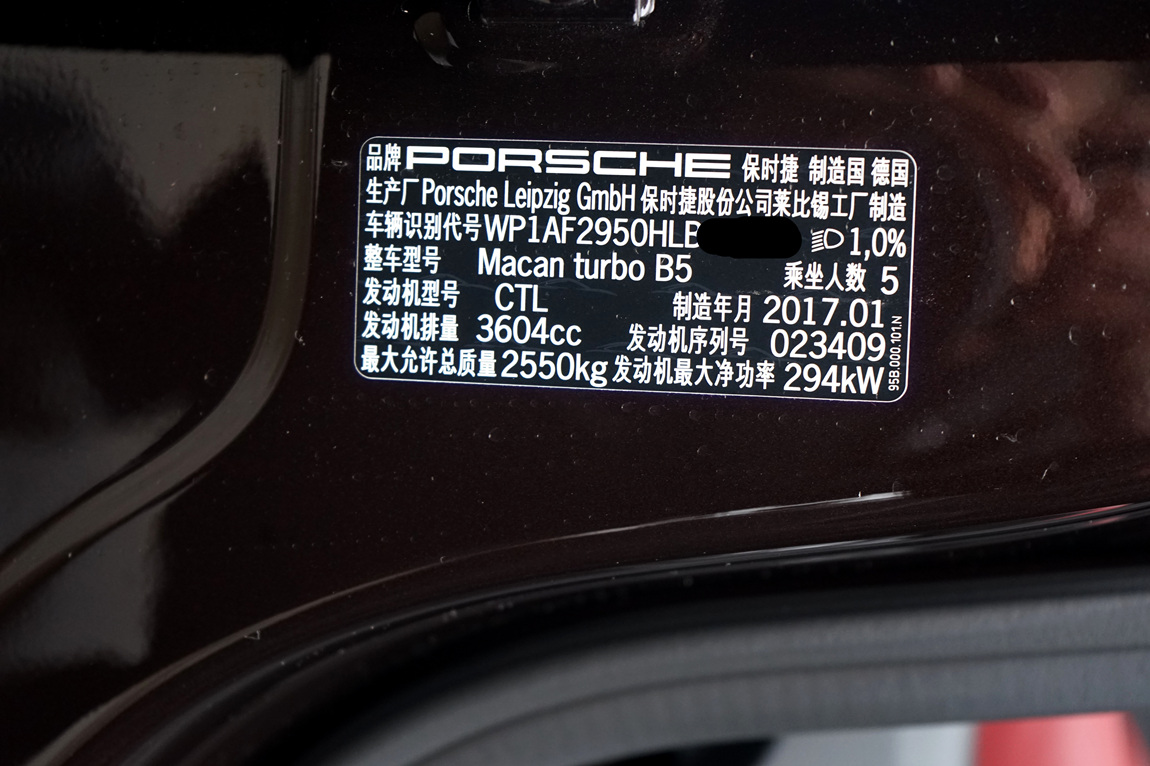 品牌 PORSCHE 保时捷 制造国 德国
生产厂 Porsche Leipzig GmbH 保时捷股份公司莱比锡工厂制造
车辆识别代号 WP1AF2950HLB 1,0%
整车型号 Macan turbo B5 乘坐人数 5
发动机型号 CTL 制造年月 2017.01
发动机排量 3604cc 发动机序列号 023409
最大允许总质量 2550kg 发动机最大净功率 294kW
95B.000.101.N